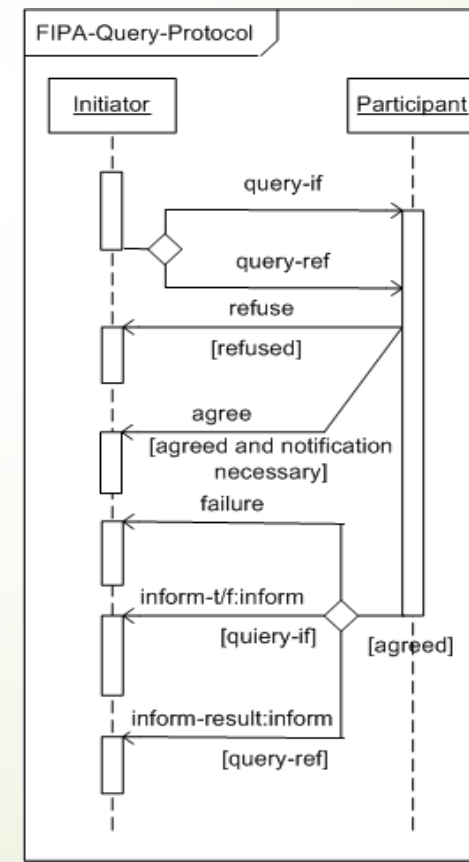 FIPA-Query-Protocol
Initiator
Participant
query-if
query-ref
refuse
[refused]
agree
[agreed and notification
necessary]
failure
inform-t/f:inform
[quiery-if]
[agreed]
inform-result:inform
[query-ref]